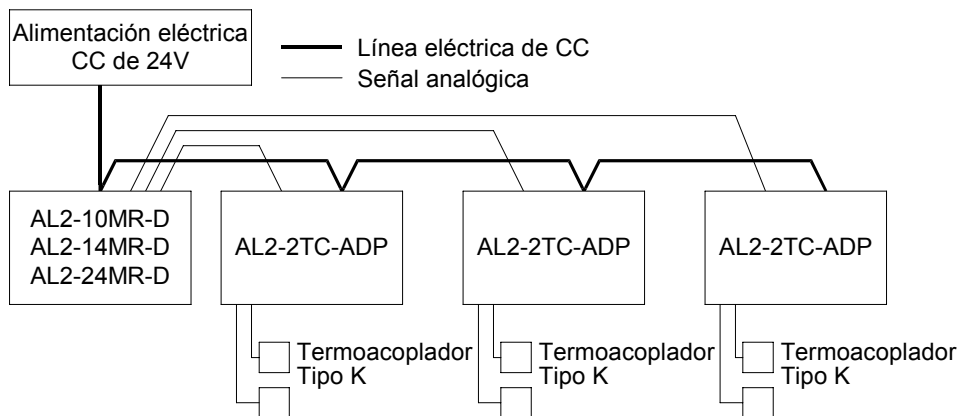 Alimentación eléctrica
CC de 24V
Línea eléctrica de CC
Señal analógica
AL2-10MR-D
AL2-14MR-D
AL2-24MR-D
AL2-2TC-ADP
AL2-2TC-ADP
AL2-2TC-ADP
Termoacoplador
Tipo K
Termoacoplador
Tipo K
Termoacoplador
Tipo K